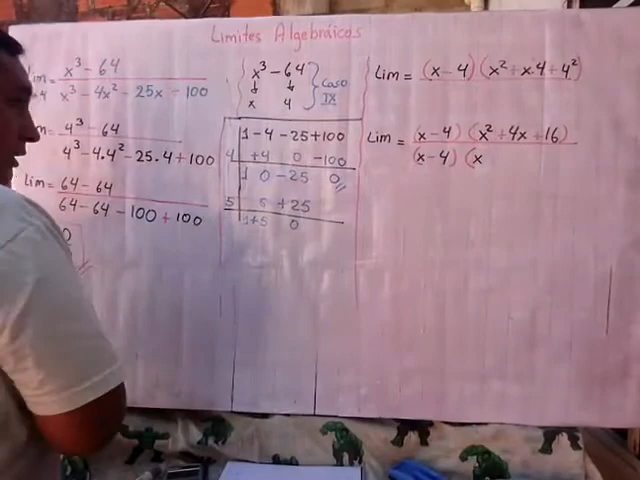 Limites Algebráicos
Lim = x³ - 64 / x³ - 4x² - 25x + 100
4
4³ - 64 / 4³ - 4.4² - 25.4 + 100
Lim = 64 - 64 / 64 - 64 - 100 + 100
0
x³ - 64
x 4
Caso
IX
1 - 4 - 25 + 100
4 +4 0 - 100
1 0 - 25 0
5 5 + 25
1 + 5 0
Lim = (x - 4) (x² + x.4 + 4²)
Lim = (x - 4) (x² + 4x + 16) / (x - 4) (x